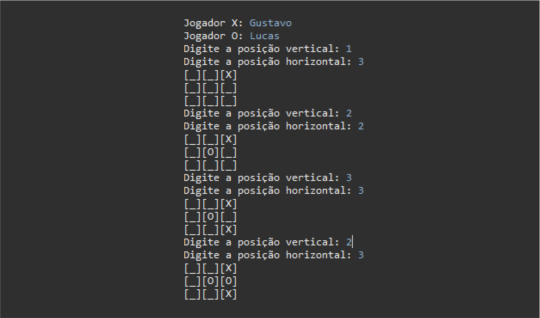 Jogador X: Gustavo
Jogador O: Lucas
Digite a posição vertical: 1
Digite a posição horizontal: 3
[_][_][X]
[_][_][_]
[_][_][_]
Digite a posição vertical: 2
Digite a posição horizontal: 2
[_][_][X]
[_][O][_]
[_][_][_]
Digite a posição vertical: 3
Digite a posição horizontal: 3
[_][_][X]
[_][O][_]
[_][_][X]
Digite a posição vertical: 2
Digite a posição horizontal: 3
[_][_][X]
[_][O][O]
[_][_][X]